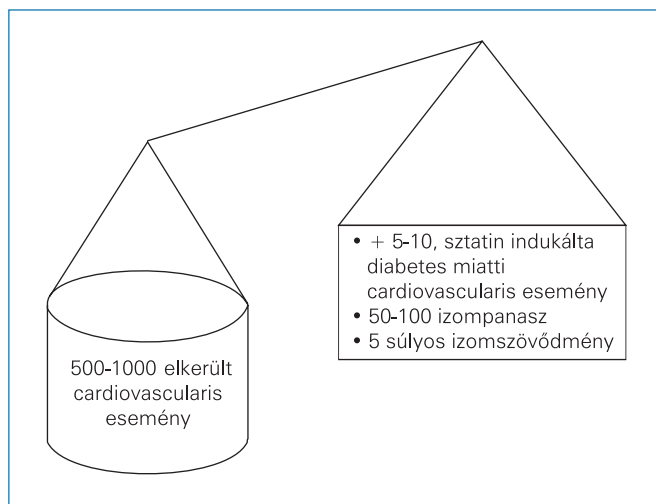 500-1000 elkerült
cardiovascularis
esemény
• + 5-10, sztatin indukálta
diabetes miatti
cardiovascularis esemény
• 50-100 izompanasz
• 5 súlyos izomszövődmény